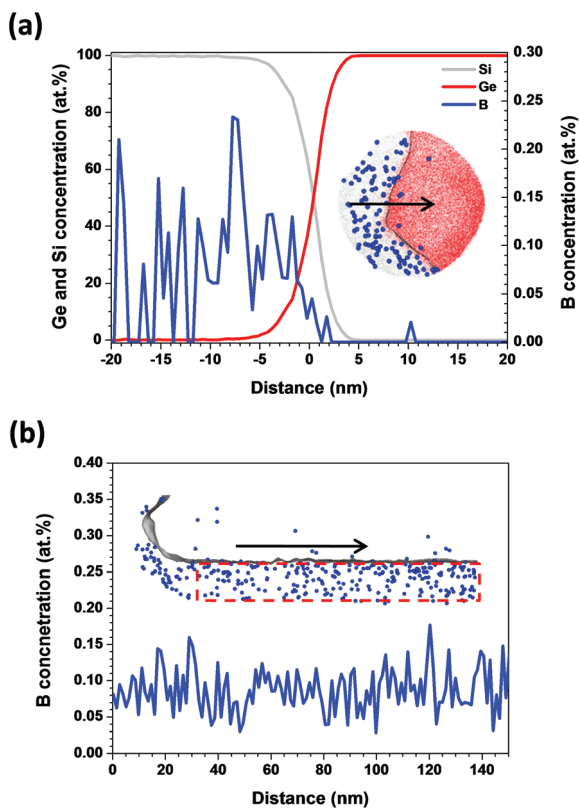 (a)
100
80
60
40
20
0
Ge and Si concentration (at.%)
0.30
0.25
0.20
0.15
0.10
0.05
0.00
B concentration (at.%)
Si
Ge
B
-20 -15 -10 -5 0 5 10 15 20
Distance (nm)
(b)
0.40
0.35
0.30
0.25
0.20
0.15
0.10
0.05
0.00
B concnetration (at.%)
0 20 40 60 80 100 120 140
Distance (nm)